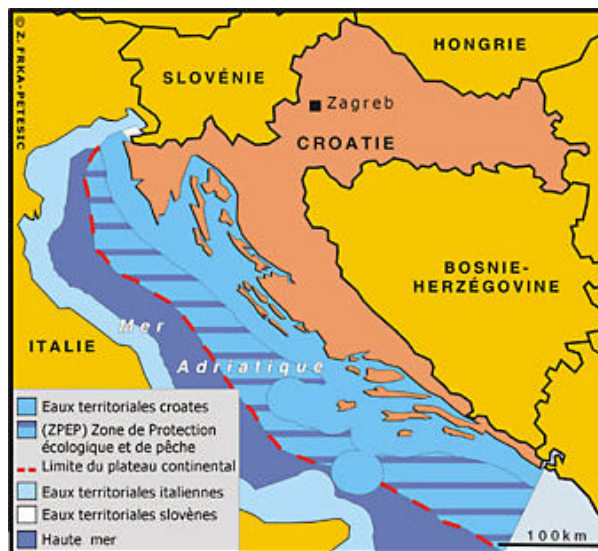 © Z. FRKA-PETESIC
HONGRIE
SLOVÉNIE
Zagreb
CROATIE
BOSNIE-
HERZÉGOVINE
ITALIE
Mer
Adriatique
Eaux territoriales croates
(ZPEP) Zone de Protection
écologique et de pêche
Limite du plateau continental
Eaux territoriales italiennes
Eaux territoriales slovènes
Haute mer
100km